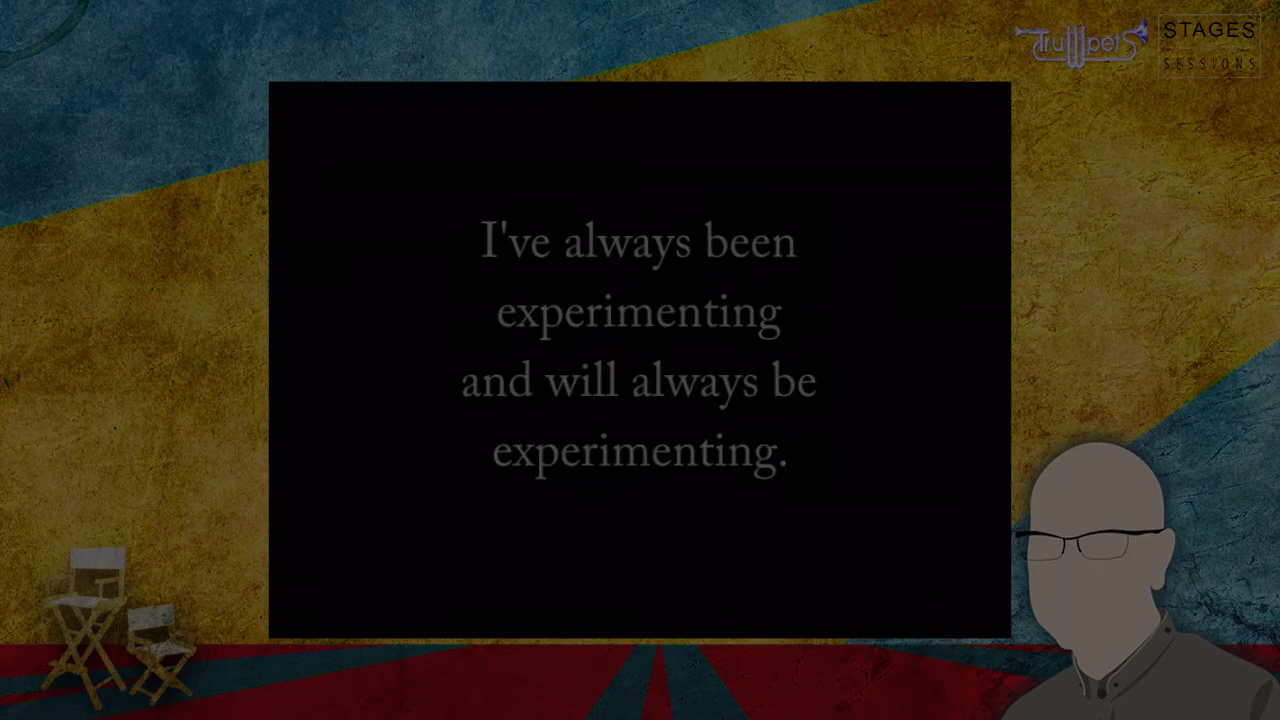 TruMpets
STAGES
SESSIONS
I've always been
experimenting
and will always be
experimenting.